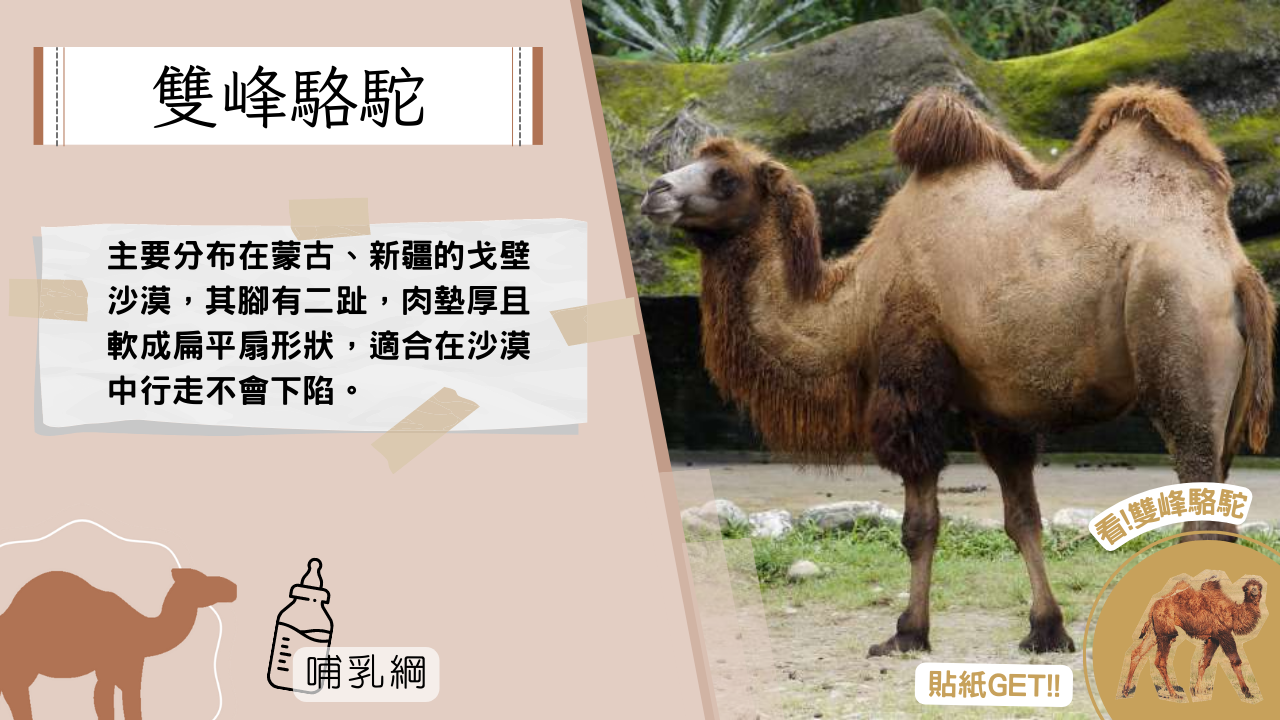 雙峰駱駝
主要分布在蒙古、新疆的戈壁
沙漠，其腳有二趾，肉墊厚且
軟成扁平扇形狀，適合在沙漠
中行走不會下陷。
哺乳綱
看!雙峰駱駝
貼紙GET!!